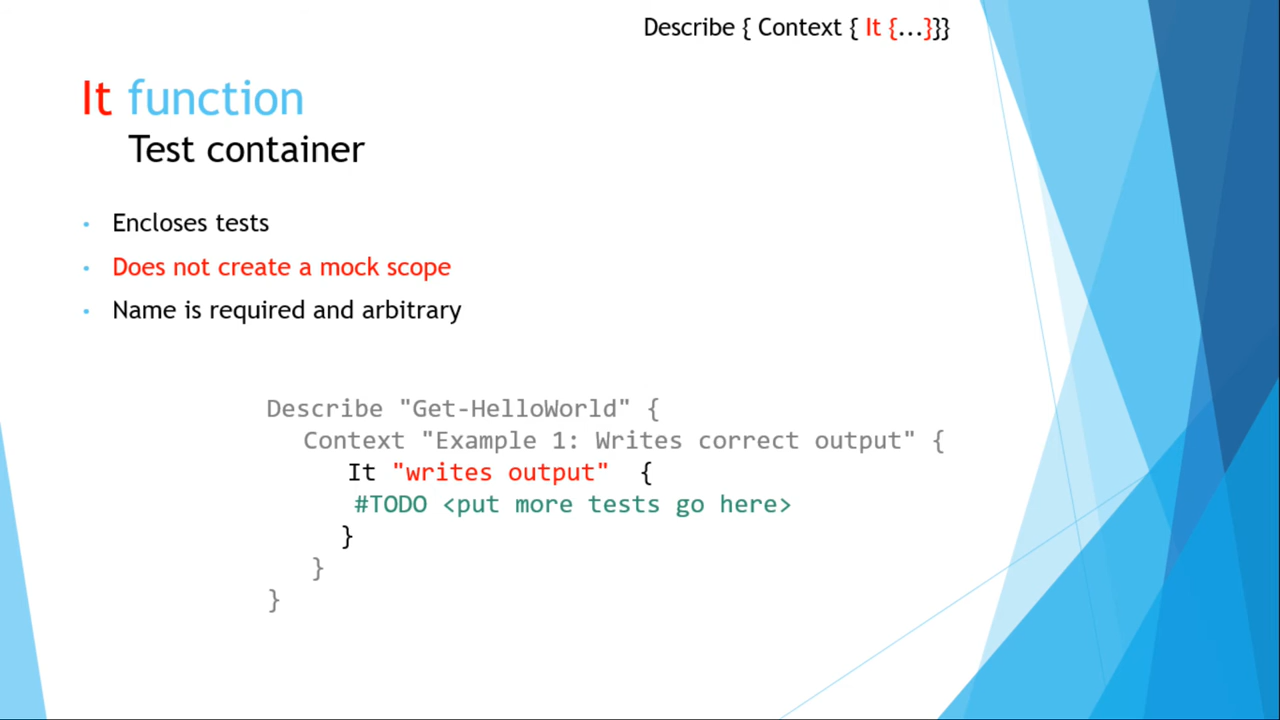 Describe { Context { It {...}}}
It function
Test container
• Encloses tests
• Does not create a mock scope
• Name is required and arbitrary
Describe "Get-HelloWorld" {
Context "Example 1: Writes correct output" {
It "writes output" {
#TODO <put more tests go here>
}
}
}